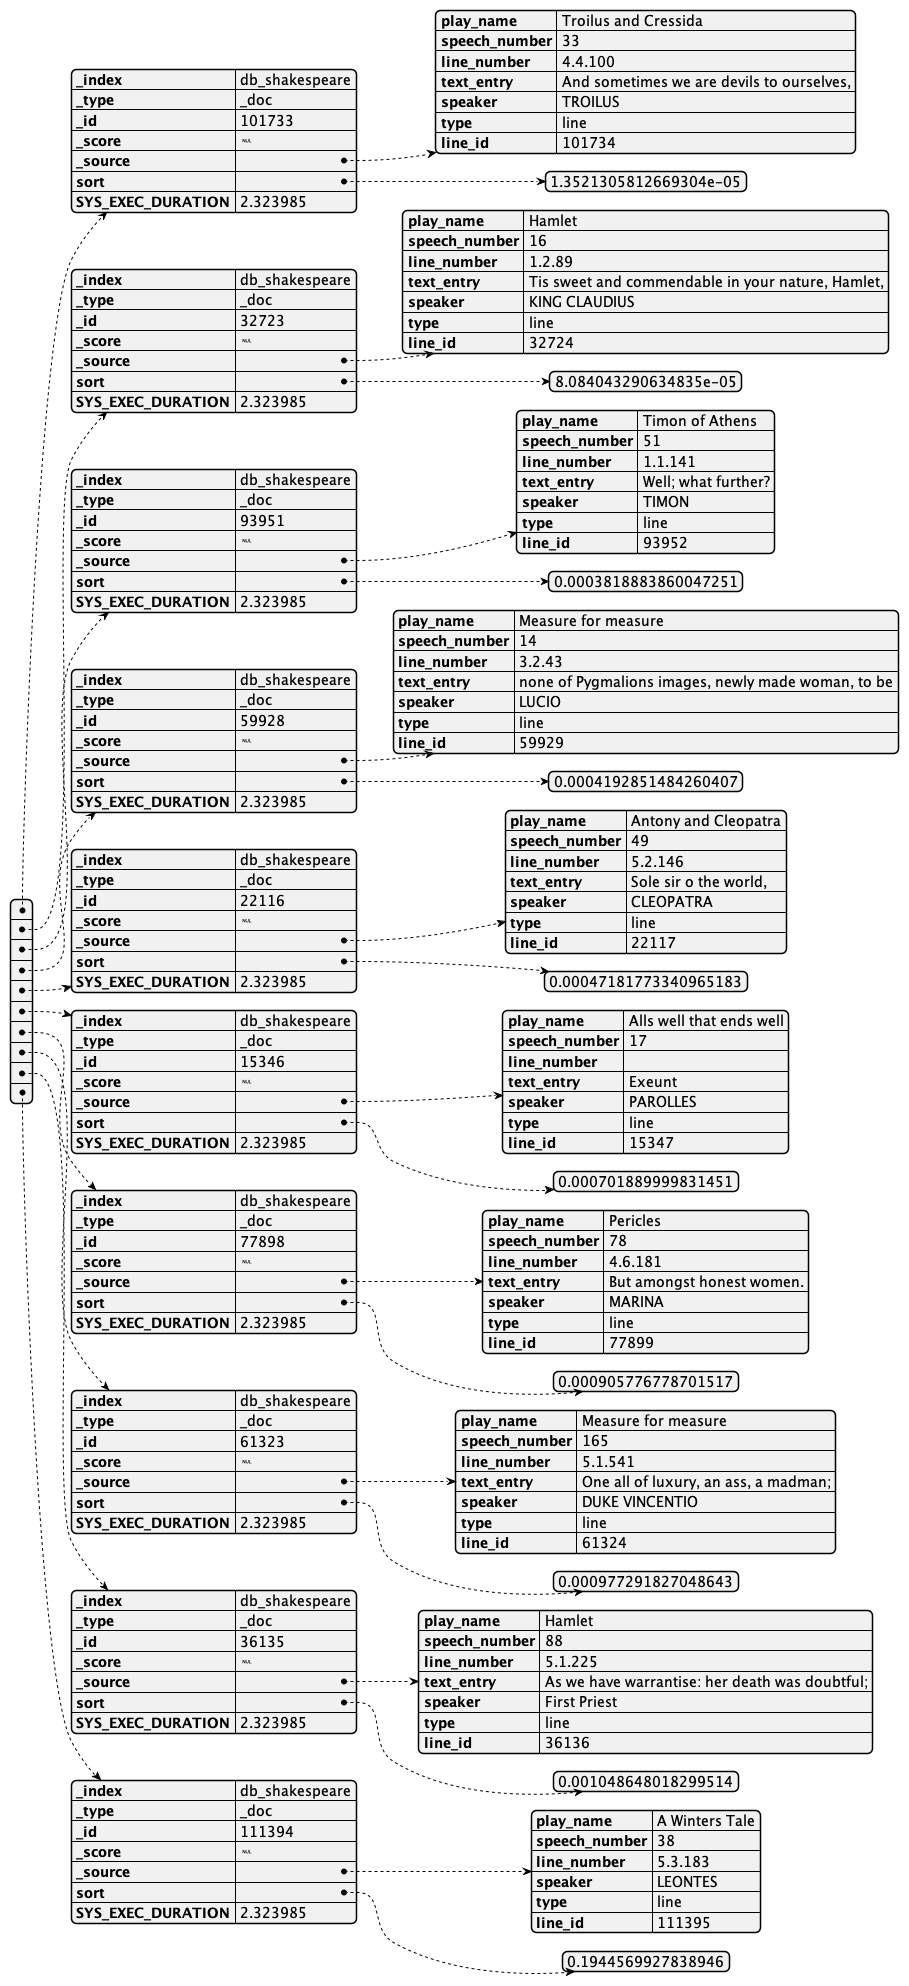 play_name Troilus and Cressida
speech_number 33
line_number 4.4.100
text_entry And sometimes we are devils to ourselves,
speaker TROILUS
type line
line_id 101734
_index db_shakespeare
_type _doc
_id 101733
_score NUL
_source
sort
SYS_EXEC_DURATION 2.323985
1.3521305812669304e-05
play_name Hamlet
speech_number 16
line_number 1.2.89
text_entry Tis sweet and commendable in your nature, Hamlet,
speaker KING CLAUDIUS
type line
line_id 32724
_index db_shakespeare
_type _doc
_id 32723
_score NUL
_source
sort
SYS_EXEC_DURATION 2.323985
8.084043290634835e-05
play_name Timon of Athens
speech_number 51
line_number 1.1.141
text_entry Well; what further?
speaker TIMON
type line
line_id 93952
_index db_shakespeare
_type _doc
_id 93951
_score NUL
_source
sort
SYS_EXEC_DURATION 2.323985
0.0003818883860047251
play_name Measure for measure
speech_number 14
line_number 3.2.43
text_entry none of Pygmalions images, newly made woman, to be
speaker LUCIO
type line
line_id 59929
_index db_shakespeare
_type _doc
_id 59928
_score NUL
_source
sort
SYS_EXEC_DURATION 2.323985
0.0004192851484260407
play_name Antony and Cleopatra
speech_number 49
line_number 5.2.146
text_entry Sole sir o the world,
speaker CLEOPATRA
type line
line_id 22117
_index db_shakespeare
_type _doc
_id 22116
_score NUL
_source
sort
SYS_EXEC_DURATION 2.323985
0.00047181773340965183
_index db_shakespeare
_type _doc
_id 15346
_score NUL
_source
sort
SYS_EXEC_DURATION 2.323985
play_name Alls well that ends well
speech_number 17
line_number
text_entry Exeunt
speaker PAROLLES
type line
line_id 15347
0.000701889999831451
_index db_shakespeare
_type _doc
_id 77898
_score NUL
_source
sort
SYS_EXEC_DURATION 2.323985
play_name Pericles
speech_number 78
line_number 4.6.181
text_entry But amongst honest women.
speaker MARINA
type line
line_id 77899
0.000905776778701517
_index db_shakespeare
_type _doc
_id 61323
_score NUL
_source
sort
SYS_EXEC_DURATION 2.323985
play_name Measure for measure
speech_number 165
line_number 5.1.541
text_entry One all of luxury, an ass, a madman;
speaker DUKE VINCENTIO
type line
line_id 61324
0.000977291827048643
_index db_shakespeare
_type _doc
_id 36135
_score NUL
_source
sort
SYS_EXEC_DURATION 2.323985
play_name Hamlet
speech_number 88
line_number 5.1.225
text_entry As we have warrantise: her death was doubtful;
speaker First Priest
type line
line_id 36136
0.001048648018299514
_index db_shakespeare
_type _doc
_id 111394
_score NUL
_source
sort
SYS_EXEC_DURATION 2.323985
play_name A Winters Tale
speech_number 38
line_number 5.3.183
speaker LEONTES
type line
line_id 111395
0.1944569927838946